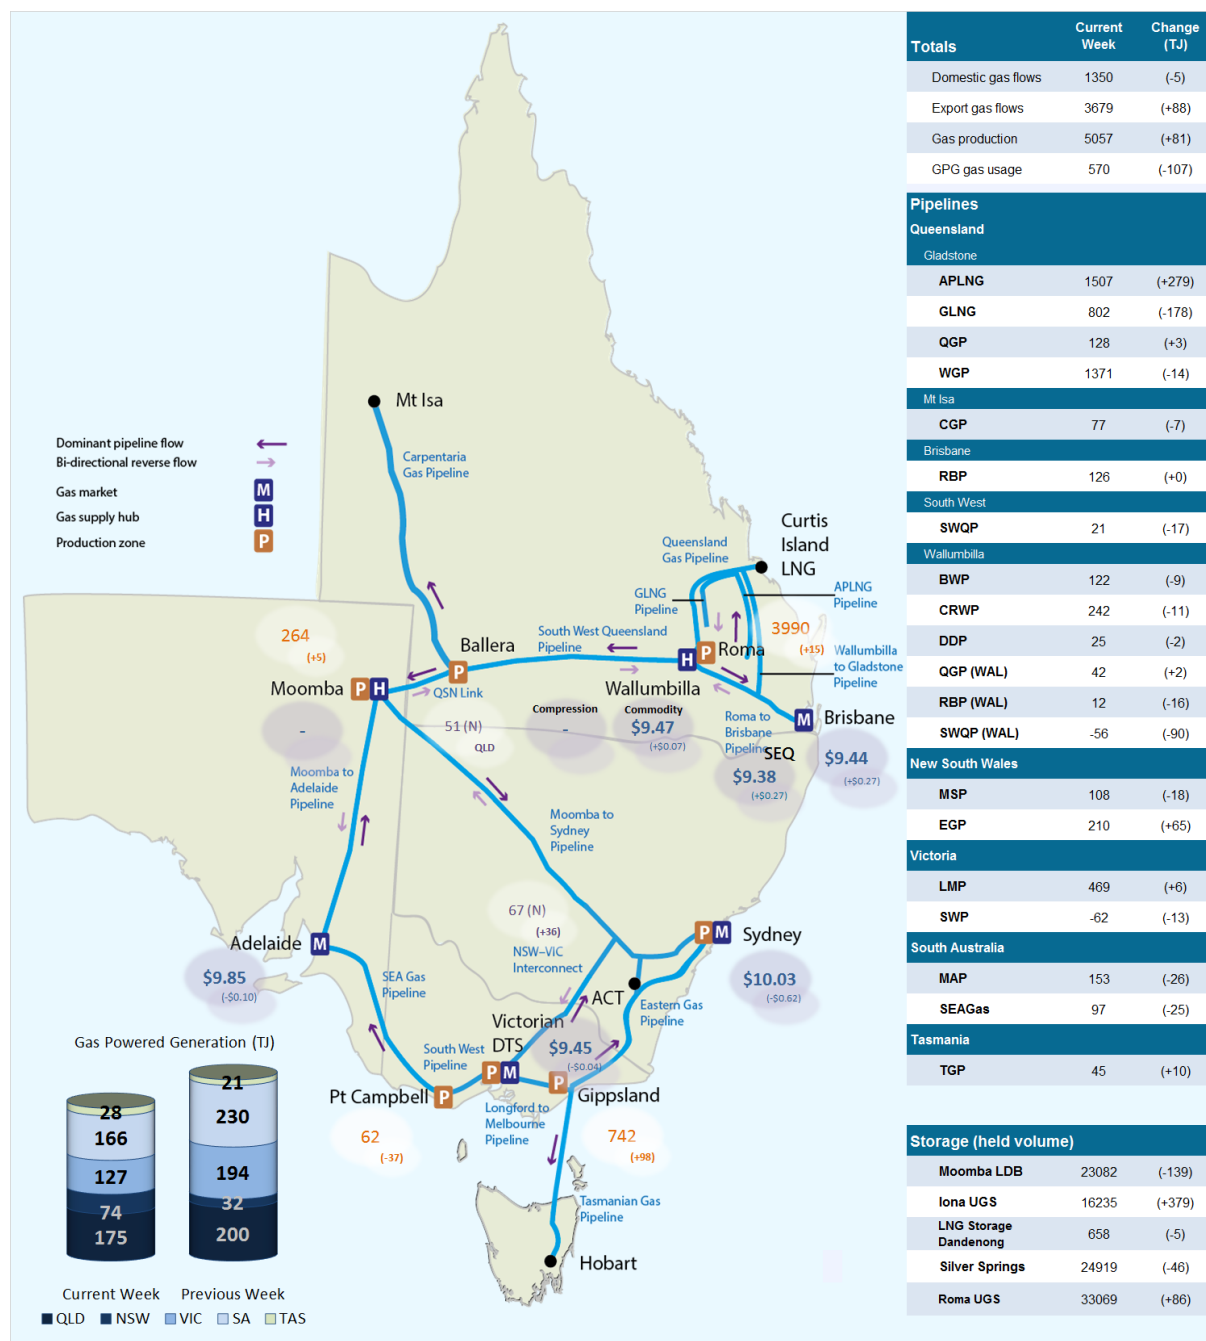 Mt Isa
Dominant pipeline flow
Bi-directional reverse flow
Gas market M
Gas supply hub H
Production zone P
Carpentaria
Gas Pipeline
Curtis
Island
LNG
Queensland
Gas Pipeline
GLNG
Pipeline
APLNG
Pipeline
264
(+5)
Ballera
South West Queensland
Pipeline
P
Roma
H
P
3990
(+15)
Wallumbilla
to Gladstone
Pipeline
Moomba
P
H
QSN Link
Wallumbilla
-
51 (N)
QLD
Compression
-
Commodity
$9.47
(+$0.07)
Roma to
Brisbane
Pipeline
M
Brisbane
SEQ
$9.38
(+$0.27)
$9.44
(+$0.27)
Moomba to
Adelaide
Pipeline
Moomba to
Sydney
Pipeline
67 (N)
(+36)
NSW–VIC
Interconnect
Adelaide
M
$9.85
(-$0.10)
SEA Gas
Pipeline
P
M
Sydney
$10.03
(-$0.62)
ACT
Eastern Gas
Pipeline
Victorian
DTS
$9.45
(-$0.04)
South West
Pipeline
P
M
P
Pt Campbell
P
Gippsland
62
(-37)
Longford to
Melbourne
Pipeline
742
(+98)
Tasmanian Gas
Pipeline
Hobart
Gas Powered Generation (TJ)
28
166
127
74
175
21
230
194
32
200
Current Week
Previous Week
QLD NSW VIC SA TAS
Totals Current Week Change (TJ)
Domestic gas flows 1350 (-5)
Export gas flows 3679 (+88)
Gas production 5057 (+81)
GPG gas usage 570 (-107)
Pipelines
Queensland
Gladstone
APLNG 1507 (+279)
GLNG 802 (-178)
QGP 128 (+3)
WGP 1371 (-14)
Mt Isa
CGP 77 (-7)
Brisbane
RBP 126 (+0)
South West
SWQP 21 (-17)
Wallumbilla
BWP 122 (-9)
CRWP 242 (-11)
DDP 25 (-2)
QGP (WAL) 42 (+2)
RBP (WAL) 12 (-16)
SWQP (WAL) -56 (-90)
New South Wales
MSP 108 (-18)
EGP 210 (+65)
Victoria
LMP 469 (+6)
SWP -62 (-13)
South Australia
MAP 153 (-26)
SEAGas 97 (-25)
Tasmania
TGP 45 (+10)
Storage (held volume)
Moomba LDB 23082 (-139)
Iona UGS 16235 (+379)
LNG Storage
Dandenong 658 (-5)
Silver Springs 24919 (-46)
Roma UGS 33069 (+86)